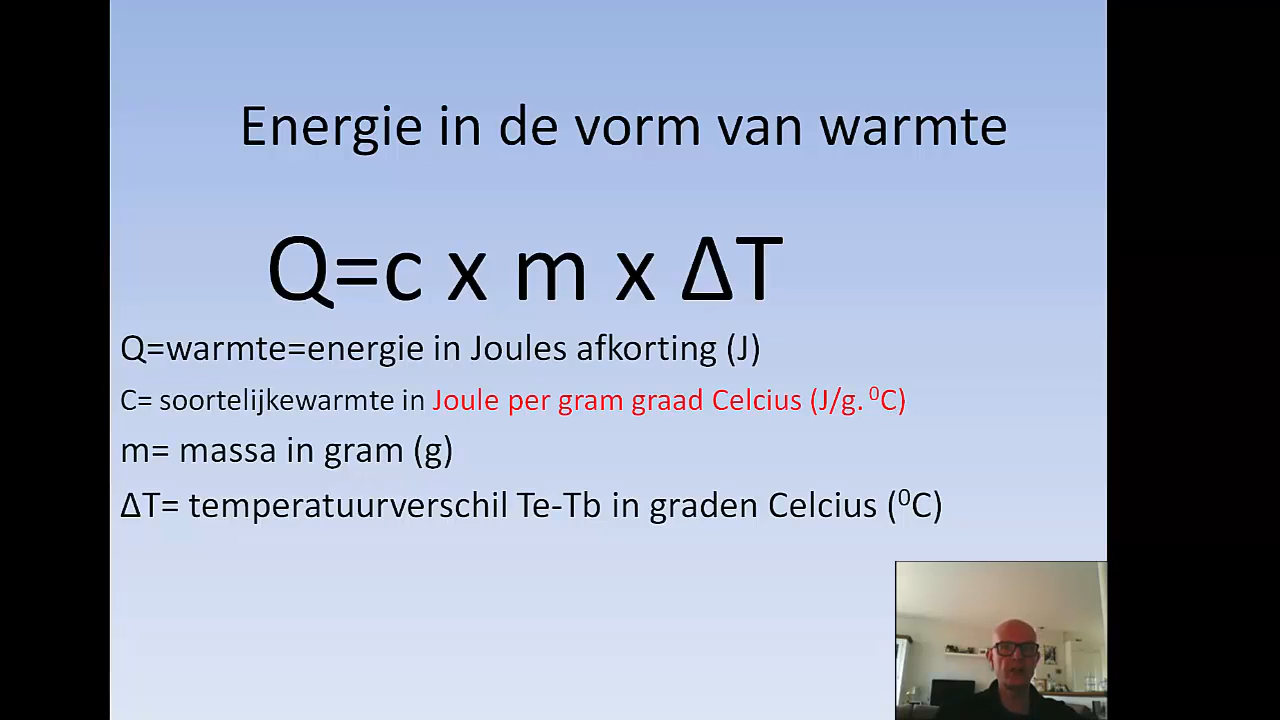 Energie in de vorm van warmte
Q=c x m x ΔT
Q=warmte=energie in Joules afkorting (J)
C= soortelijkewarmte in Joule per gram graad Celcius (J/g. ⁰C)
m= massa in gram (g)
ΔT= temperatuurverschil Te-Tb in graden Celcius (⁰C)